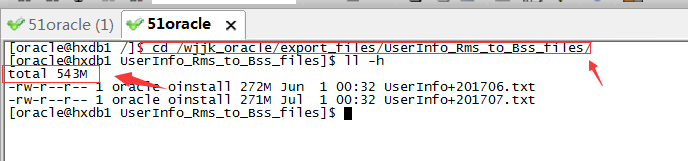 51oracle (1) 51oracle
[oracle@hxdb1 /]$ cd /wjjk_oracle/export_files/UserInfo_Rms_to_Bss_files/
[oracle@hxdb1 UserInfo_Rms_to_Bss_files]$ ll -h
total 543M
-rw-r--r-- 1 oracle oinstall 272M Jun  1 00:32 UserInfo+201706.txt
-rw-r--r-- 1 oracle oinstall 271M Jul  1 00:32 UserInfo+201707.txt
[oracle@hxdb1 UserInfo_Rms_to_Bss_files]$